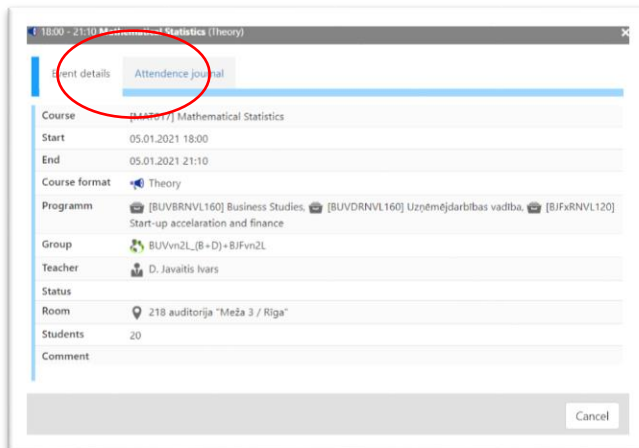 18:00 - 21:10 Mathematical Statistics (Theory) x
Event details Attendence journal
Course [MAT017] Mathematical Statistics
Start 05.01.2021 18:00
End 05.01.2021 21:10
Course format Theory
Programm [BUVBRNVL160] Business Studies, [BUVDRNVL160] Uzņēmējdarbības vadība, [BJFxRNVL120]
Start-up accelaration and finance
Group BUVvn2L_(B+D)+BJFvn2L
Teacher D. Javaitis Ivars
Status
Room 218 auditorija "Meža 3 / Rīga"
Students 20
Comment
Cancel